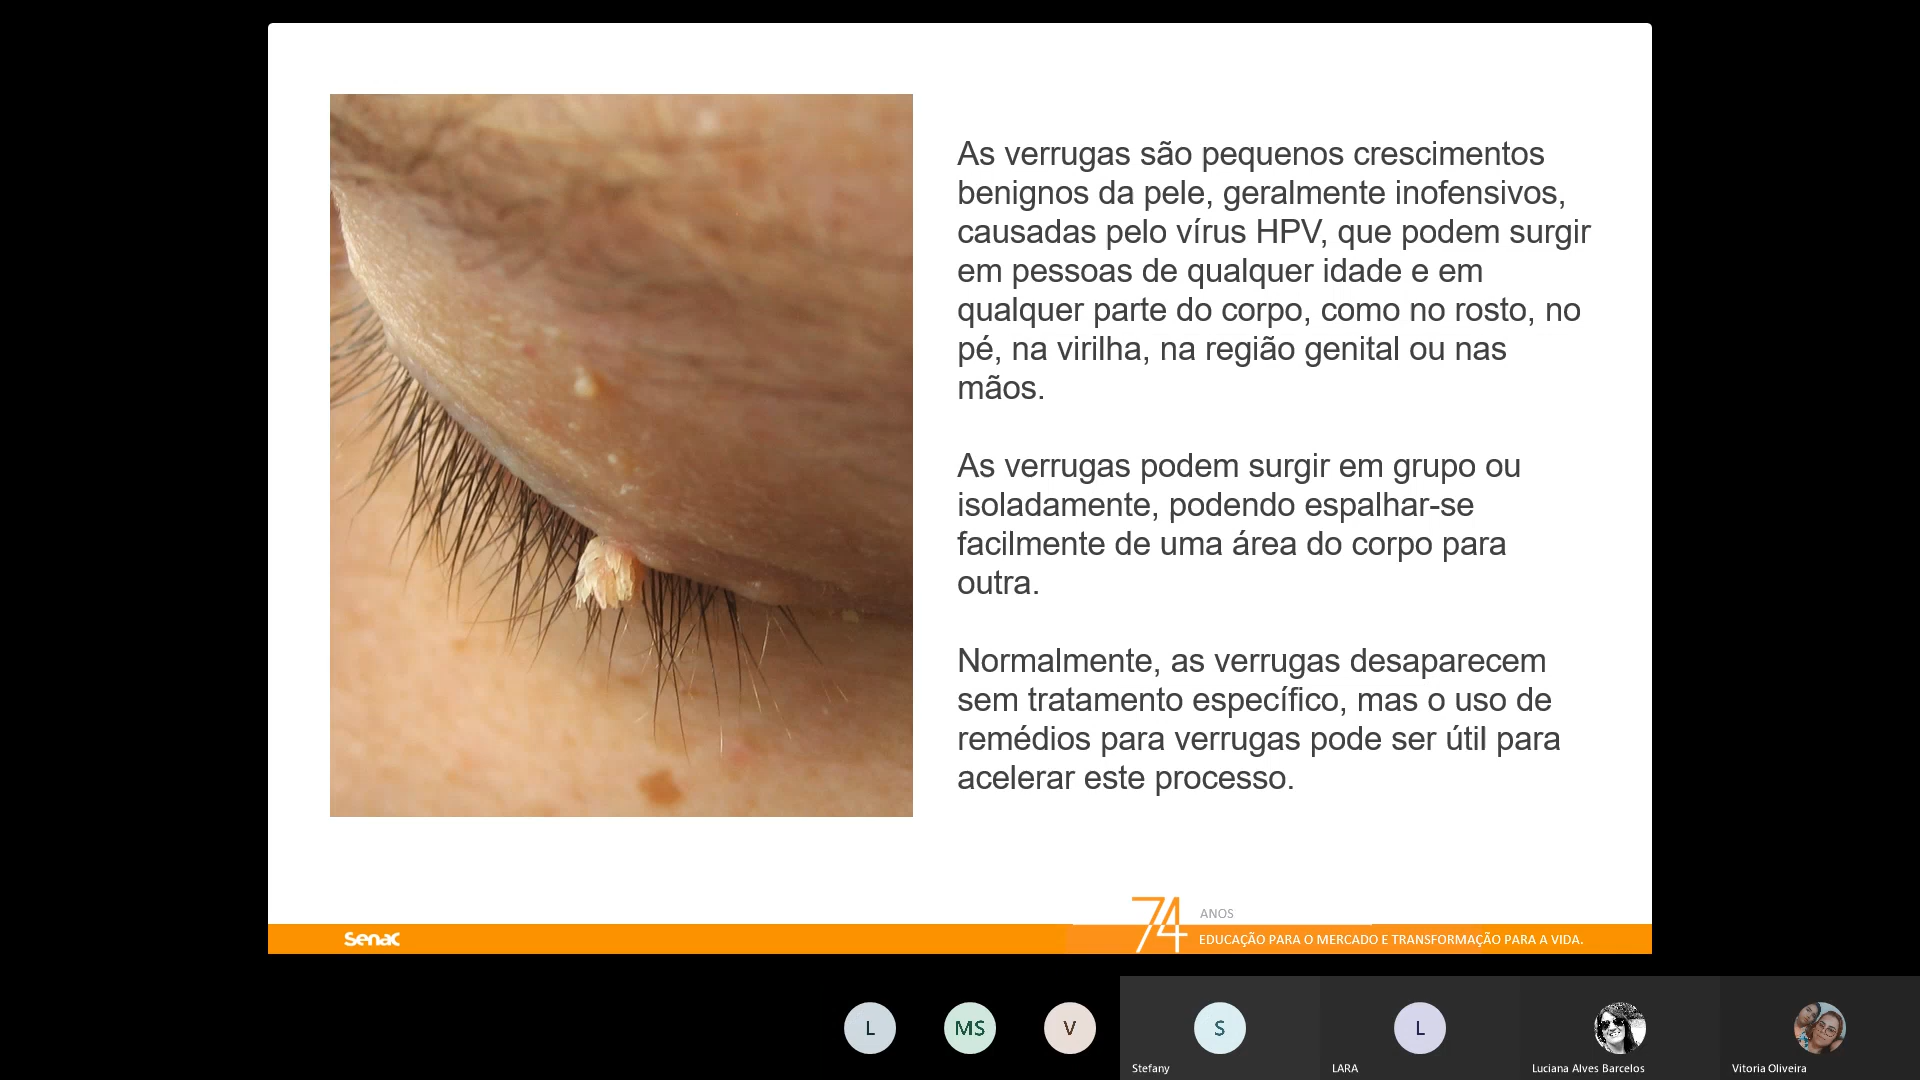 As verrugas são pequenos crescimentos
benignos da pele, geralmente inofensivos,
causadas pelo vírus HPV, que podem surgir
em pessoas de qualquer idade e em
qualquer parte do corpo, como no rosto, no
pé, na virilha, na região genital ou nas
mãos.
As verrugas podem surgir em grupo ou
isoladamente, podendo espalhar-se
facilmente de uma área do corpo para
outra.
Normalmente, as verrugas desaparecem
sem tratamento específico, mas o uso de
remédios para verrugas pode ser útil para
acelerar este processo.
senac
74 ANOS
EDUCAÇÃO PARA O MERCADO E TRANSFORMAÇÃO PARA A VIDA.
L
MS
V
S
L
Stefany
LARA
Luciana Alves Barcelos
Vitoria Oliveira